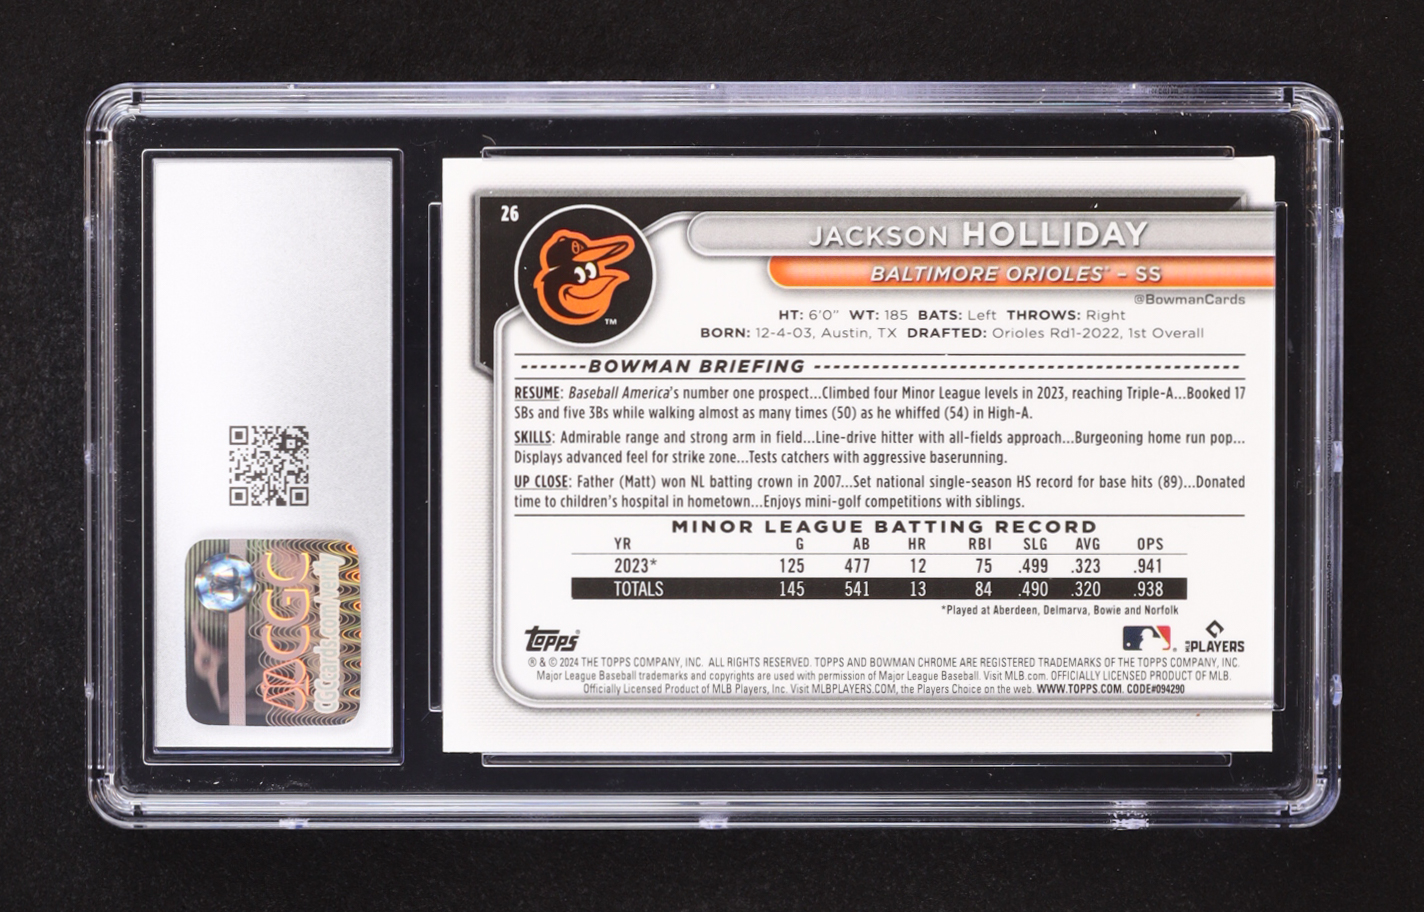 26
JACKSON HOLLIDAY
BALTIMORE ORIOLES™ – SS
@BowmanCards
™
HT: 6'0" WT: 185 BATS: Left THROWS: Right
BORN: 12-4-03, Austin, TX DRAFTED: Orioles Rd1-2022, 1st Overall
BOWMAN BRIEFING
RESUME: Baseball America's number one prospect...Climbed four Minor League levels in 2023, reaching Triple-A...Booked 17
SBs and five 3Bs while walking almost as many times (50) as he whiffed (54) in High-A.
SKILLS: Admirable range and strong arm in field...Line-drive hitter with all-fields approach...Burgeoning home run pop...
Displays advanced feel for strike zone...Tests catchers with aggressive baserunning.
UP CLOSE: Father (Matt) won NL batting crown in 2007...Set national single-season HS record for base hits (89)...Donated
time to children's hospital in hometown...Enjoys mini-golf competitions with siblings.
MINOR LEAGUE BATTING RECORD
YR G AB HR RBI SLG AVG OPS
2023* 125 477 12 75 .499 .323 .941
TOTALS 145 541 13 84 .490 .320 .938
*Played at Aberdeen, Delmarva, Bowie and Norfolk
Topps
MLB PLAYERS
® & © 2024 THE TOPPS COMPANY, INC. ALL RIGHTS RESERVED. TOPPS AND BOWMAN CHROME ARE REGISTERED TRADEMARKS OF THE TOPPS COMPANY, INC.
Major League Baseball trademarks and copyrights are used with permission of Major League Baseball. Visit MLB.com. OFFICIALLY LICENSED PRODUCT OF MLB.
Officially Licensed Product of MLB Players, Inc. Visit MLBPLAYERS.COM, the Players Choice on the web. WWW.TOPPS.COM. CODE#094290
CGC
CGCcards.com/verify